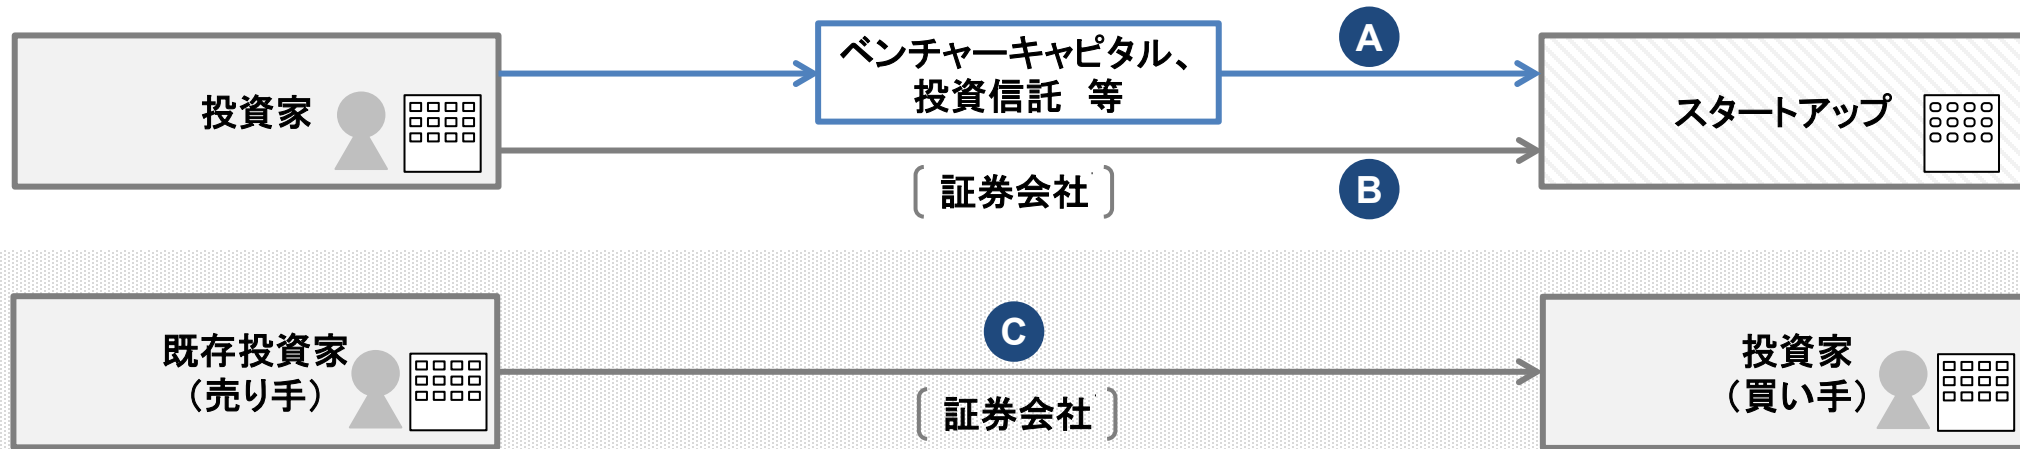 ベンチャーキャピタル、
投資信託　等
A
投資家
スタートアップ
証券会社
B
C
既存投資家
（売り手）
証券会社
投資家
（買い手）